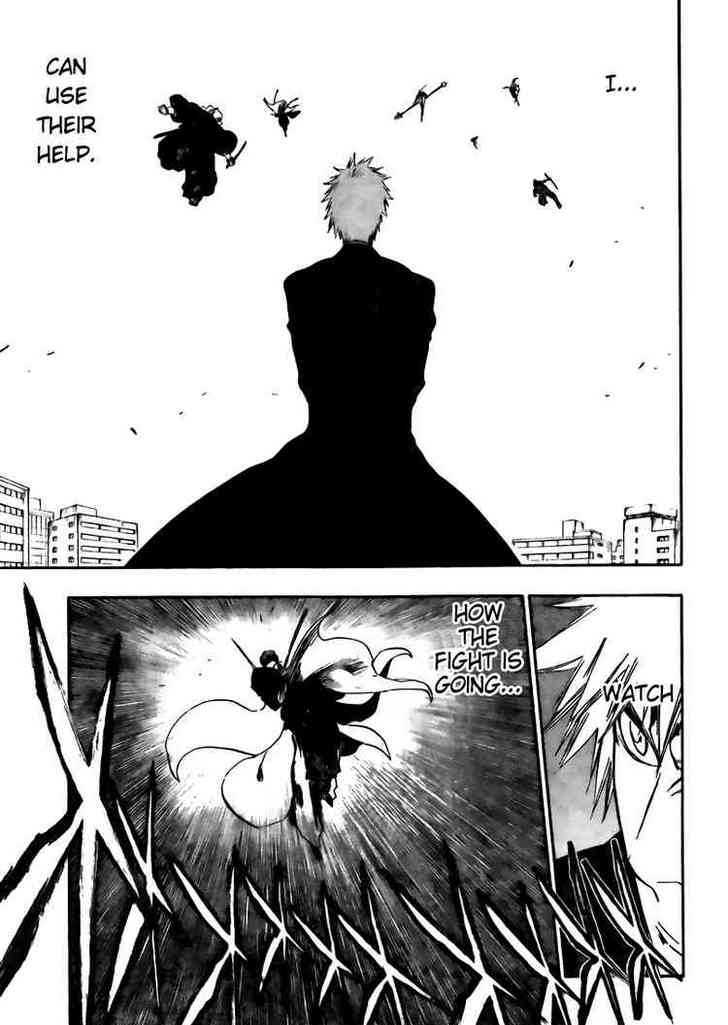 I...
CAN
USE
THEIR
HELP.
WATCH
HOW
THE
FIGHT IS
GOING...